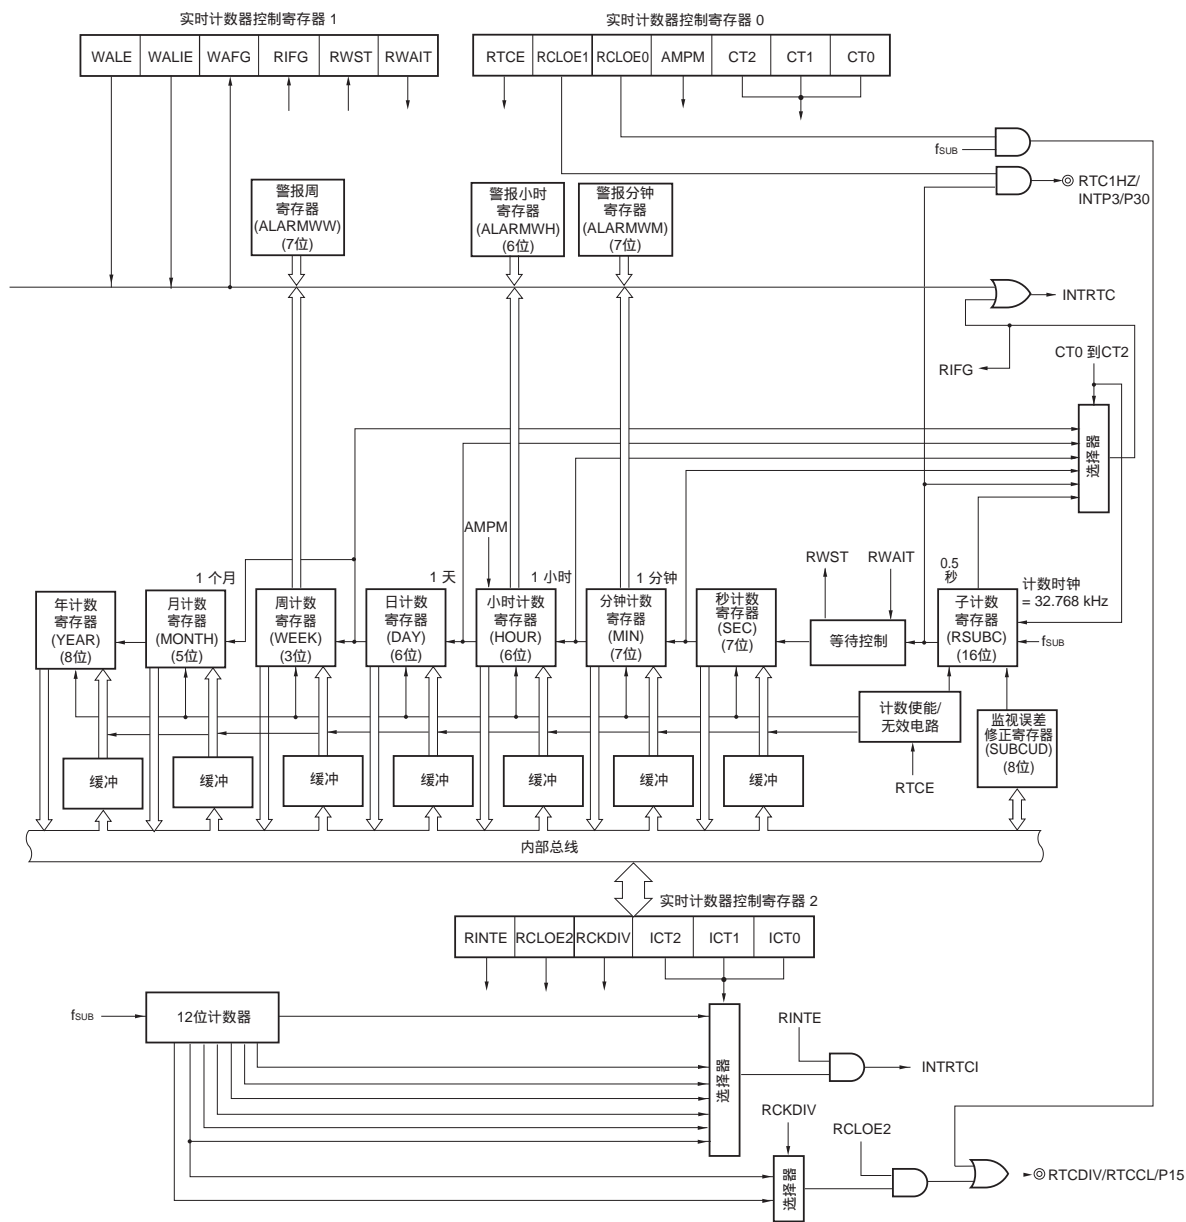 实时计数器控制寄存器 1
实时计数器控制寄存器 0
WALE WALIE WAFG RIFG RWST RWAIT
RTCE RCLOE1 RCLOE0 AMPM CT2 CT1 CT0
fSUB
RTC1HZ/
INTP3/P30
警报周
寄存器
(ALARMWW)
(7位)
警报小时
寄存器
(ALARMWH)
(6位)
警报分钟
寄存器
(ALARMWM)
(7位)
INTRTC
RIFG
CT0 到CT2
选择器
AMPM
RWST
RWAIT
1 个月
1 天
1 小时
1 分钟
0.5
秒
计数时钟
= 32.768 kHz
fSUB
年计数
寄存器
(YEAR)
(8位)
月计数
寄存器
(MONTH)
(5位)
周计数
寄存器
(WEEK)
(3位)
日计数
寄存器
(DAY)
(6位)
小时计数
寄存器
(HOUR)
(6位)
分钟计数
寄存器
(MIN)
(7位)
秒计数
寄存器
(SEC)
(7位)
等待控制
子计数
寄存器
(RSUBC)
(16位)
计数使能/
无效电路
RTCE
监视误差
修正寄存器
(SUBCUD)
(8位)
缓冲 缓冲 缓冲 缓冲 缓冲 缓冲 缓冲
内部总线
实时计数器控制寄存器 2
RINTE RCLOE2 RCKDIV ICT2 ICT1 ICT0
fSUB
12位计数器
选择器
RINTE
INTRTCI
RCKDIV
选择器
RCLOE2
RTCDIV/RTCCL/P15